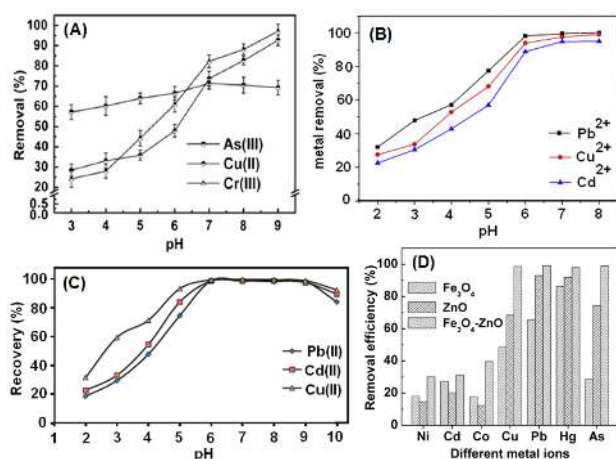 (A)
Removal (%)
100
90
80
70
60
50
40
30
20
0.5
0.0
As(III)
Cu(II)
Cr(III)
3 4 5 6 7 8 9
pH
(B)
metal removal (%)
100
80
60
40
20
0
Pb2+
Cu2+
Cd2+
2 3 4 5 6 7 8
pH
(C)
Recovery (%)
100
80
60
40
20
0
Pb(II)
Cd(II)
Cu(II)
1 2 3 4 5 6 7 8 9 10
pH
(D)
Removal efficiency (%)
100
80
60
40
20
0
Fe3O4
ZnO
Fe3O4-ZnO
Ni Cd Co Cu Pb Hg As
Different metal ions